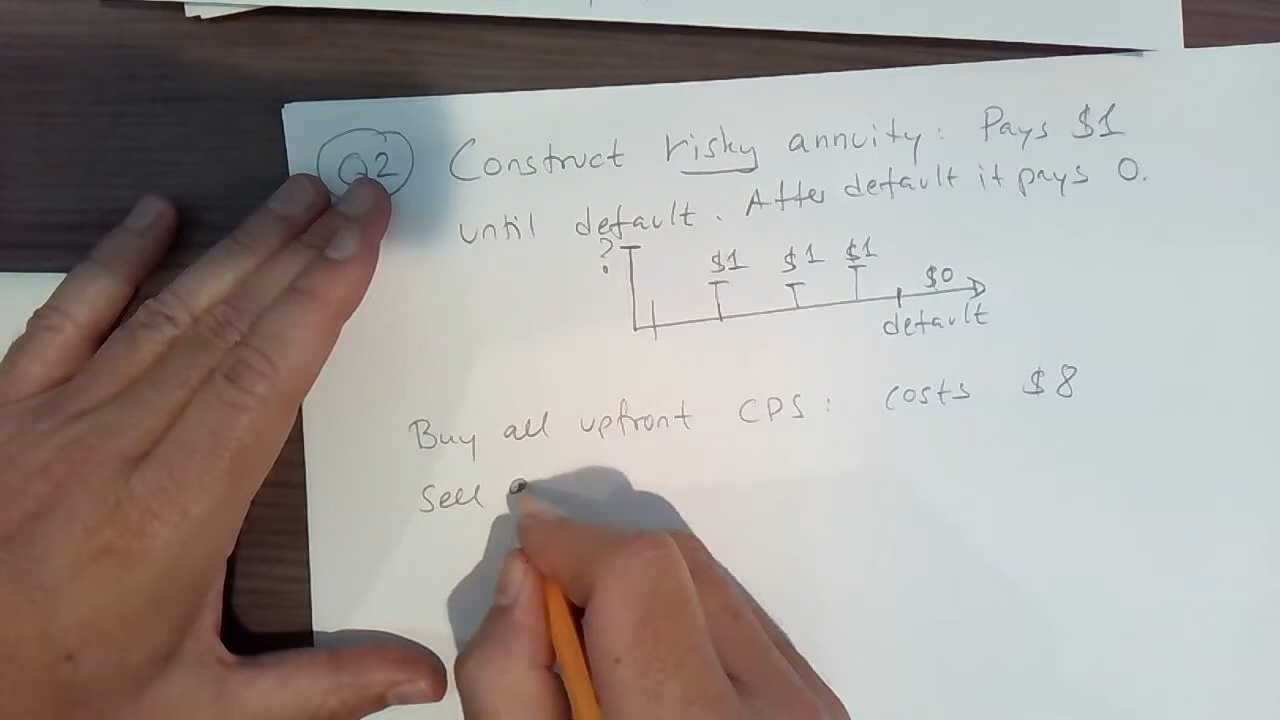 Q2 Construct risky annuity: Pays $1
until default. After default it pays 0.
? $1 $1 $1 $0
default
Buy all upfront CPS: costs $8
Sell